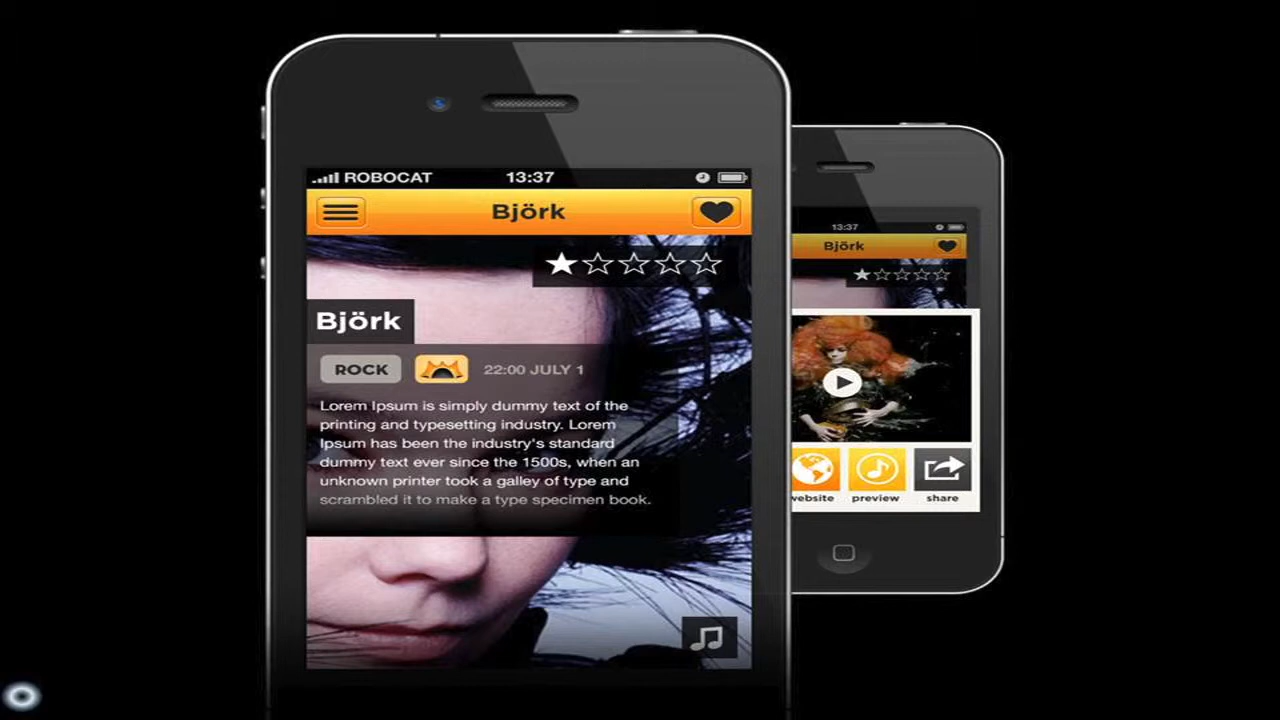 ROBOCAT 13:37
Björk
Björk
ROCK 22:00 JULY 1
Lorem Ipsum is simply dummy text of the
printing and typesetting industry. Lorem
Ipsum has been the industry's standard
dummy text ever since the 1500s, when an
unknown printer took a galley of type and
scrambled it to make a type specimen book.
13:37
Björk
website preview share